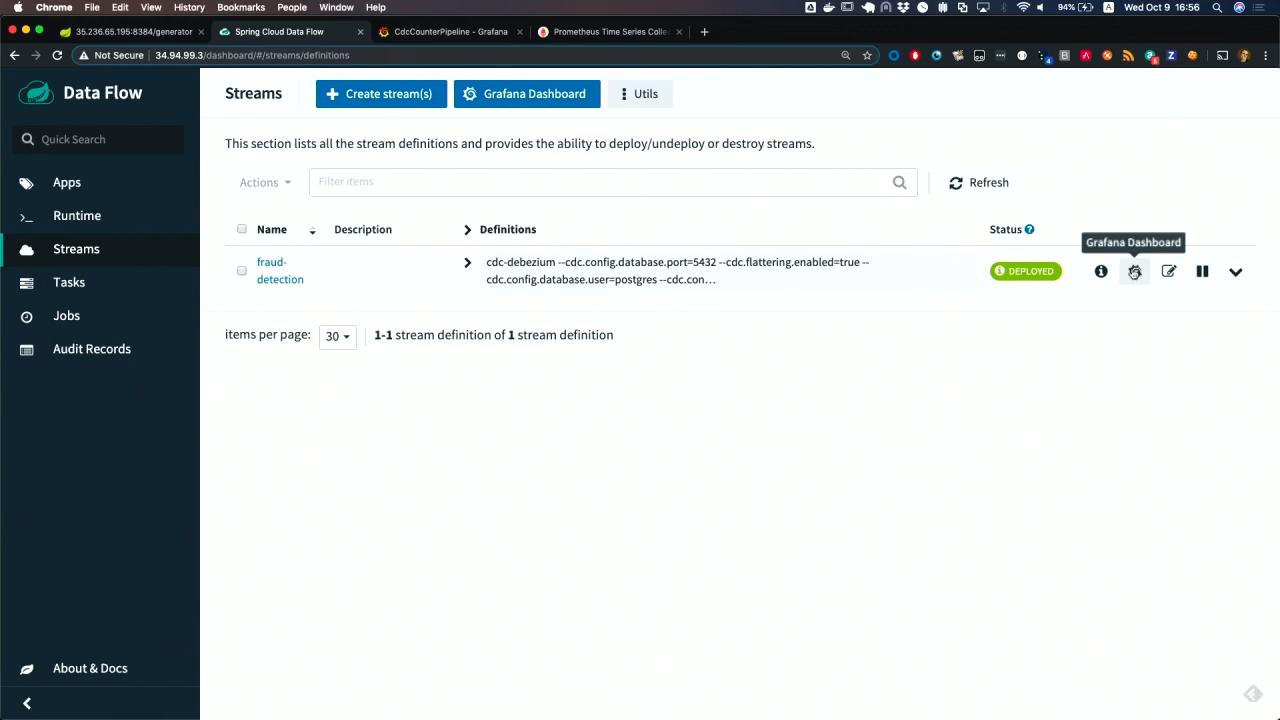 Chrome File Edit View History Bookmarks People Window Help
94% Wed Oct 9 16:56
35.236.65.195:8384/generator
Spring Cloud Data Flow
CdcCounterPipeline - Grafana
Prometheus Time Series Colle
Not Secure 34.94.99.3/dashboard/#/streams/definitions
Data Flow
Quick Search
Apps
Runtime
Streams
Tasks
Jobs
Audit Records
About & Docs
Streams
Create stream(s)
Grafana Dashboard
Utils
This section lists all the stream definitions and provides the ability to deploy/undeploy or destroy streams.
Actions
Filter items
Refresh
Name Description Definitions Status
Grafana Dashboard
fraud-
detection
cdc-debezium --cdc.config.database.port=5432 --cdc.flattering.enabled=true --
cdc.config.database.user=postgres --cdc.con…
DEPLOYED
items per page: 30 1-1 stream definition of 1 stream definition